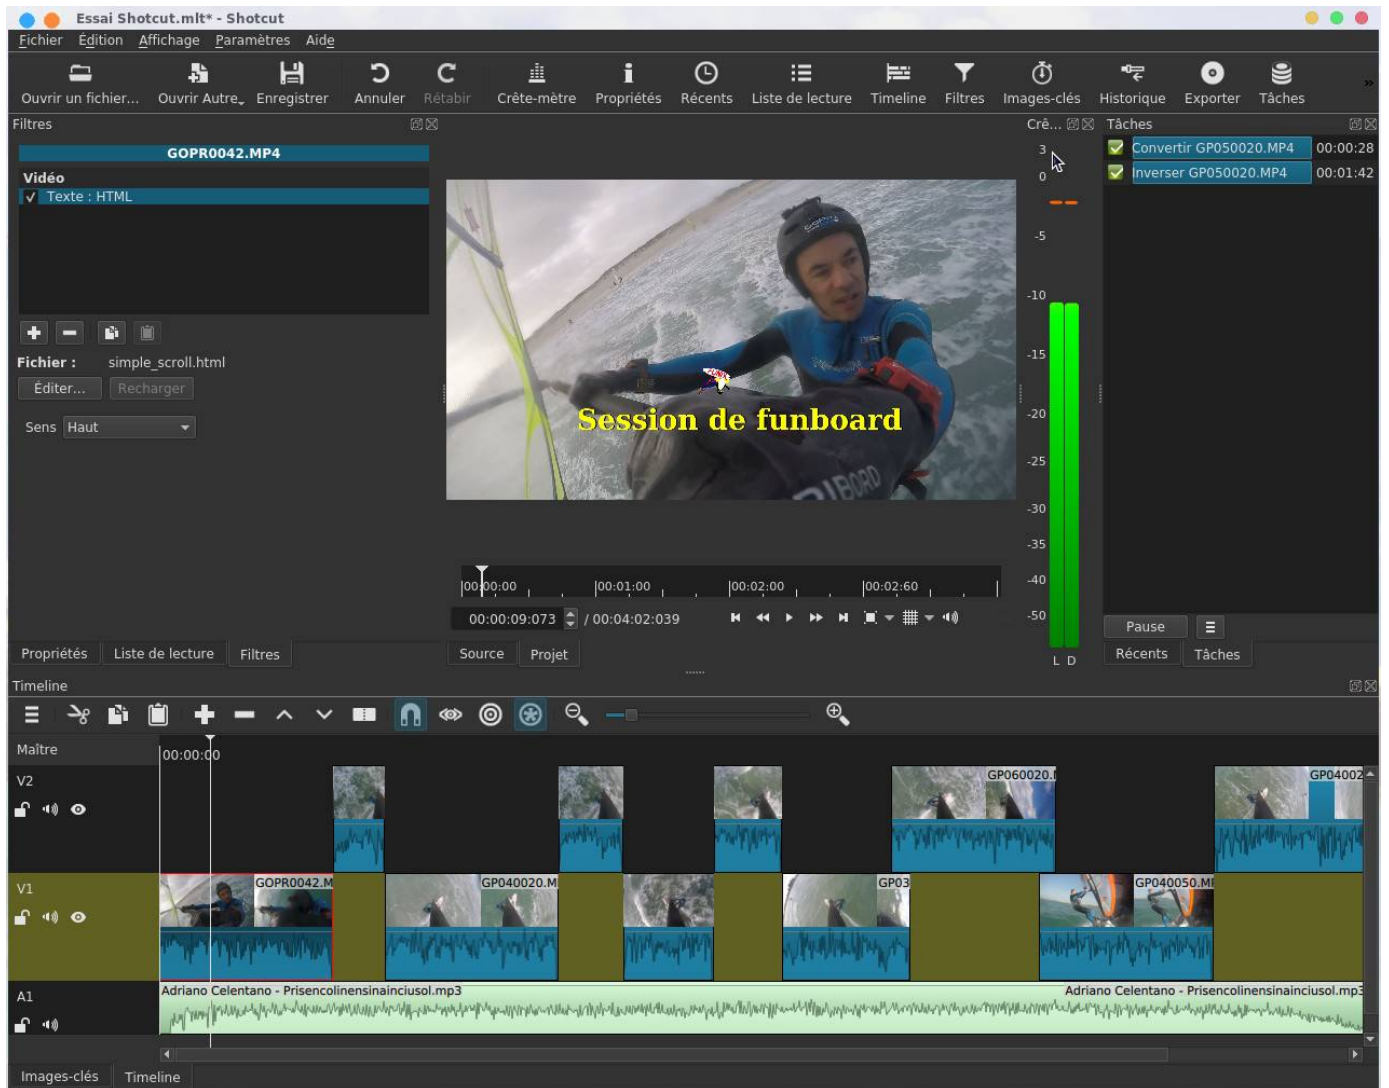 Essai Shotcut.mlt* - Shotcut
Fichier Édition Affichage Paramètres Aide
Ouvrir un fichier... Ouvrir Autre Enregistrer Annuler Rétablir Crête-mètre Propriétés Récents Liste de lecture Timeline Filtres Images-clés Historique Exporter Tâches »
Filtres Crê... Tâches
GOPR0042.MP4
Vidéo
Texte : HTML
Fichier : simple_scroll.html
Éditer... Recharger
Sens Haut
Session de funboard
00:00:00 00:01:00 00:02:00 00:02:60
00:00:09:073 / 00:04:02:039
Propriétés Liste de lecture Filtres
Source Projet
3
0
-5
-10
-15
-20
-25
-30
-35
-40
-50
L D
Convertir GP050020.MP4 00:00:28
Inverser GP050020.MP4 00:01:42
Pause
Récents Tâches
Timeline
Maître
00:00:00
V2
GP060020.M GP04002
V1
GOPR0042.M GP040020.M GP03 GP040050.MP
A1
Adriano Celentano - Prisencolinensinainciusol.mp3 Adriano Celentano - Prisencolinensinainciusol.mp3
Images-clés Timeline